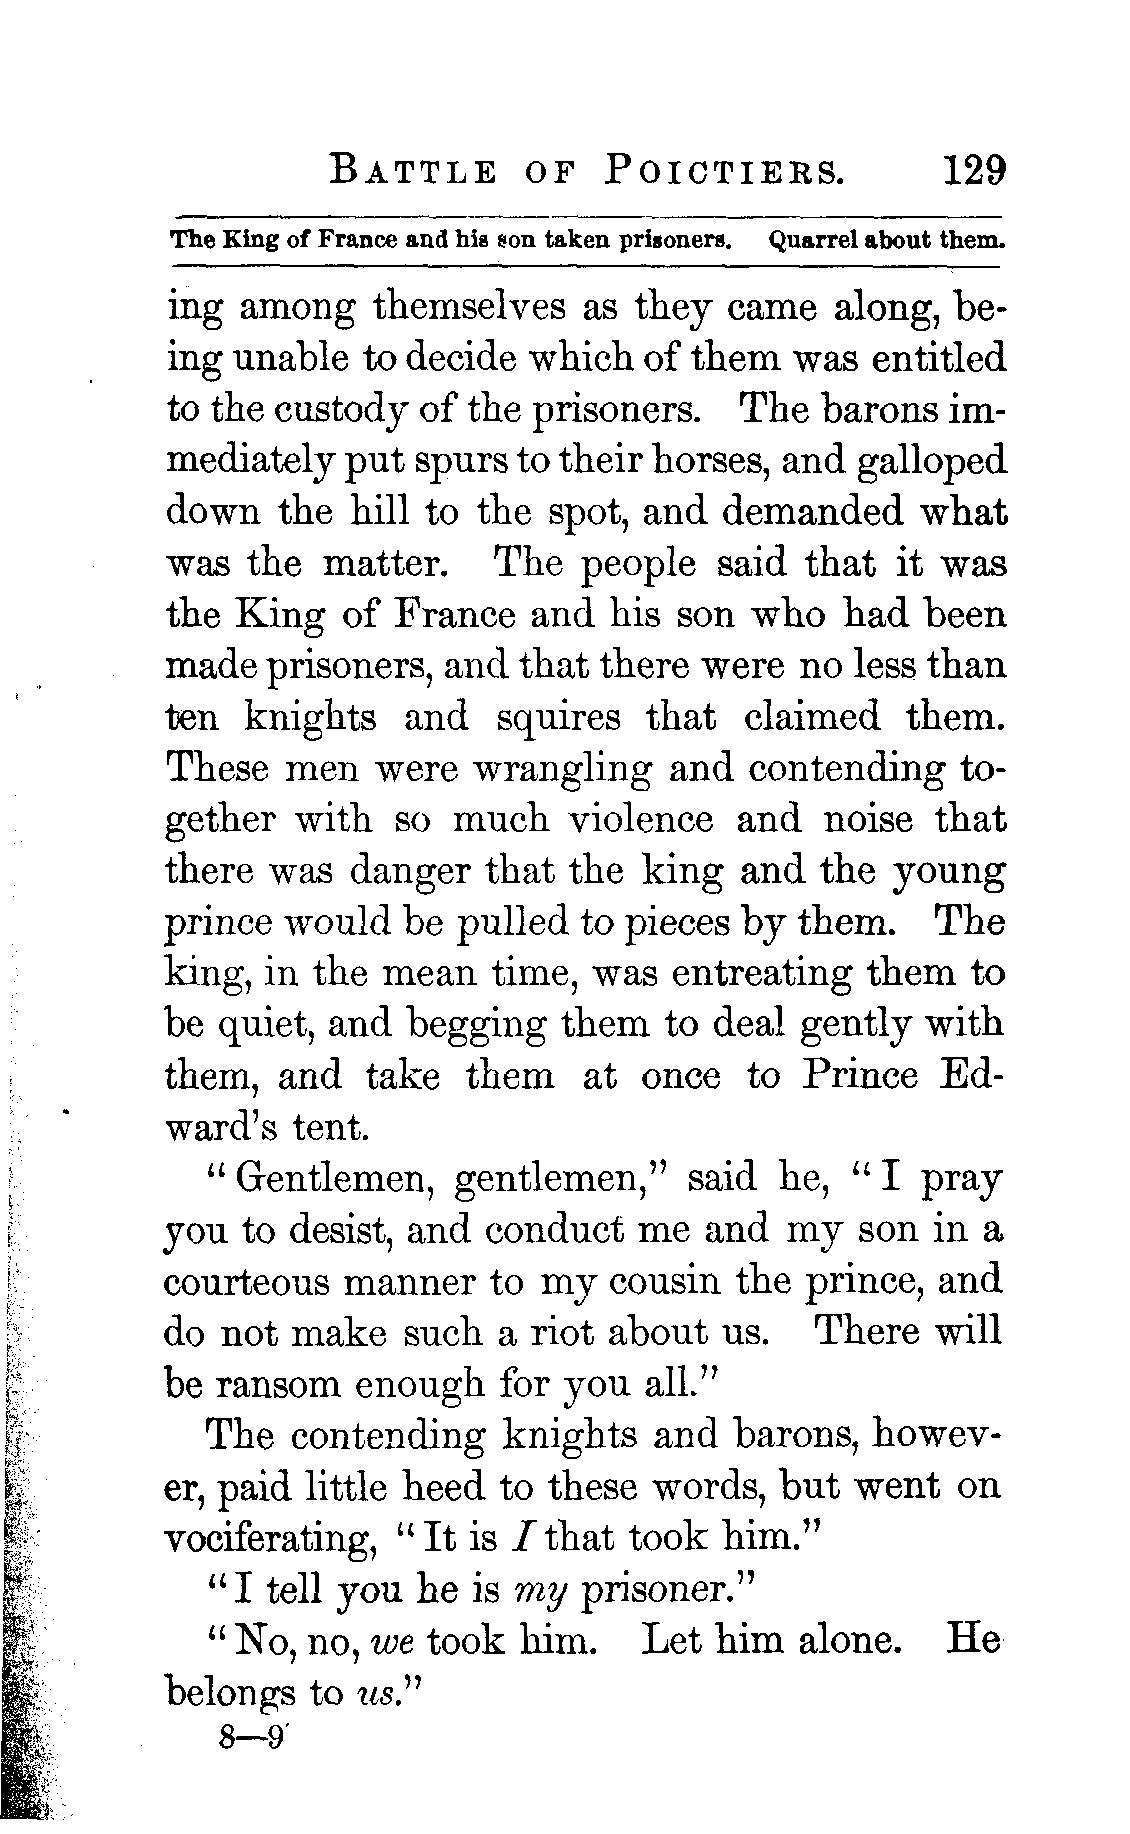 BATTLE OF POICTIERS. 129
The King of France and his son taken prisoners. Quarrel about them.
ing among themselves as they came along, be-
ing unable to decide which of them was entitled
to the custody of the prisoners. The barons im-
mediately put spurs to their horses, and galloped
down the hill to the spot, and demanded what
was the matter. The people said that it was
the King of France and his son who had been
made prisoners, and that there were no less than
ten knights and squires that claimed them.
These men were wrangling and contending to-
gether with so much violence and noise that
there was danger that the king and the young
prince would be pulled to pieces by them. The
king, in the mean time, was entreating them to
be quiet, and begging them to deal gently with
them, and take them at once to Prince Ed-
ward's tent.
"Gentlemen, gentlemen," said he, "I pray
you to desist, and conduct me and my son in a
courteous manner to my cousin the prince, and
do not make such a riot about us. There will
be ransom enough for you all."
The contending knights and barons, howev-
er, paid little heed to these words, but went on
vociferating, "It is I that took him."
"I tell you he is my prisoner."
"No, no, we took him. Let him alone. He
belongs to us."
8—9